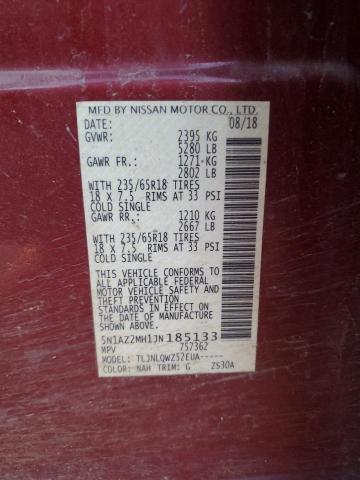 MFD BY NISSAN MOTOR CO., LTD.
DATE: 08/18
GVWR: 2395 KG
5280 LB
GAWR FR.: 1271 KG
2802 LB
WITH 235/65R18 TIRES
18 X 7.5 RIMS AT 33 PSI
COLD SINGLE
GAWR RR.: 1210 KG
2667 LB
WITH 235/65R18 TIRES
18 X 7.5 RIMS AT 33 PSI
COLD SINGLE
THIS VEHICLE CONFORMS TO
ALL APPLICABLE FEDERAL
MOTOR VEHICLE SAFETY AND
THEFT PREVENTION
STANDARDS IN EFFECT ON
THE DATE OF MANUFACTURE
SHOWN ABOVE.
5N1AZ2MH1JN185133
MPV 757362
MODEL: TLJNLQWZ52EUA-----
COLOR: NAH TRIM: G ZS30A